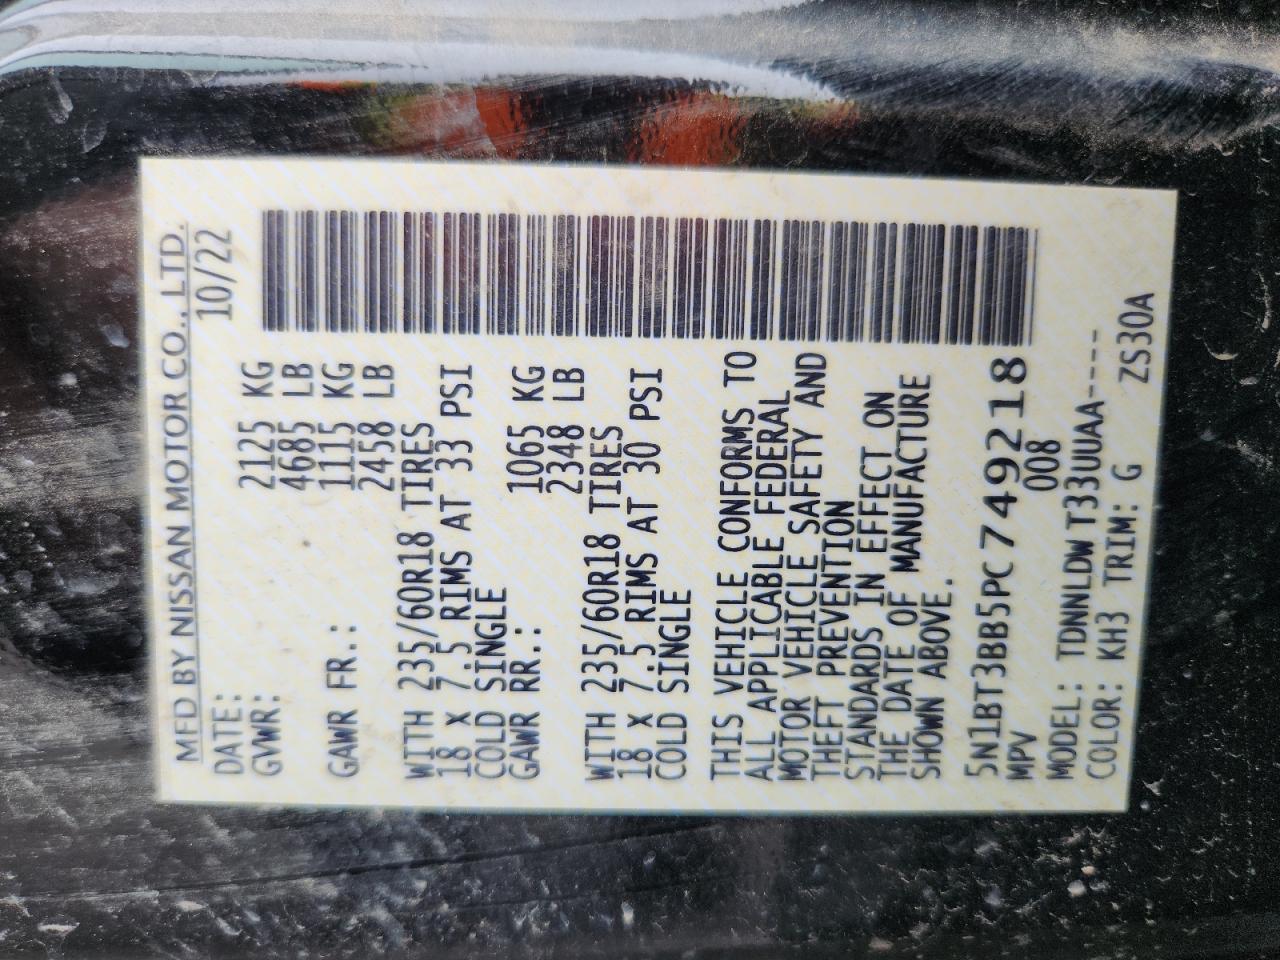 MFD BY NISSAN MOTOR CO., LTD.
DATE: 10/22
GVWR: 2125 KG
4685 LB
GAWR FR.: 1115 KG
2458 LB
WITH 235/60R18 TIRES
18 x 7.5 RIMS AT 33 PSI
COLD SINGLE
GAWR RR.: 1065 KG
2348 LB
WITH 235/60R18 TIRES
18 x 7.5 RIMS AT 30 PSI
COLD SINGLE
THIS VEHICLE CONFORMS TO
ALL APPLICABLE FEDERAL
MOTOR VEHICLE SAFETY AND
THEFT PREVENTION
STANDARDS IN EFFECT ON
THE DATE OF MANUFACTURE
SHOWN ABOVE.
5N1BT3BB5PC749218
MPV 008
MODEL: TDNNLDW T33UUAA----
COLOR: KH3 TRIM: G ZS30A